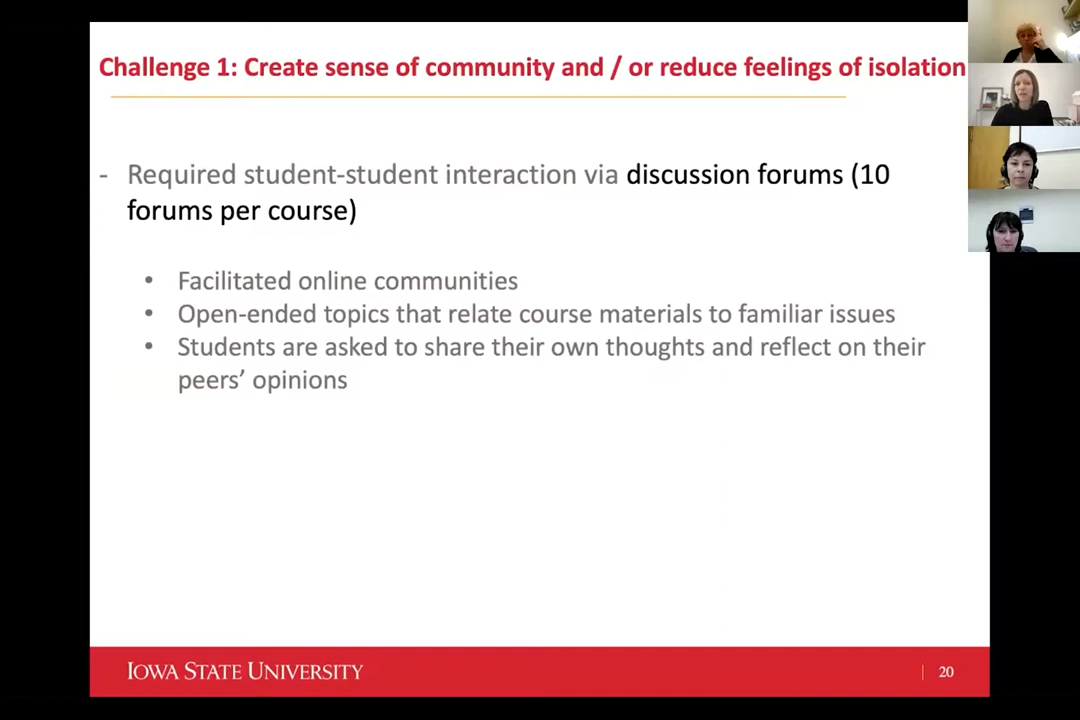 Challenge 1: Create sense of community and / or reduce feelings of isolation
- Required student-student interaction via discussion forums (10
forums per course)
• Facilitated online communities
• Open-ended topics that relate course materials to familiar issues
• Students are asked to share their own thoughts and reflect on their
peers’ opinions
IOWA STATE UNIVERSITY
| 20